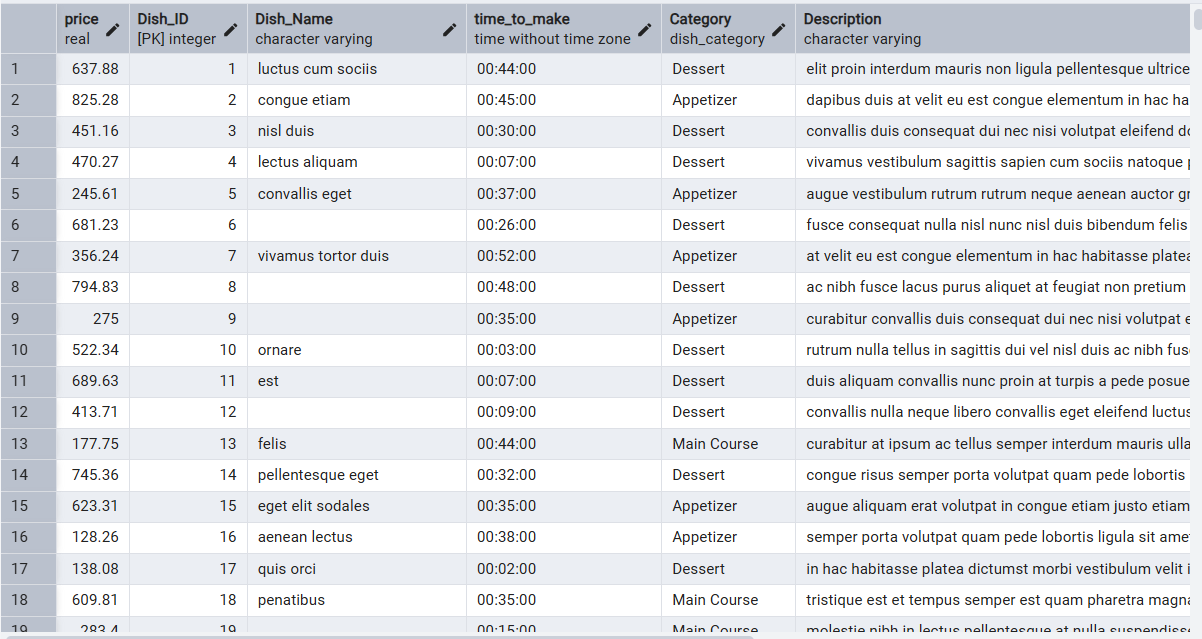 price Dish_ID Dish_Name time_to_make Category Description
real [PK] integer character varying time without time zone dish_category character varying
1 637.88 1 luctus cum sociis 00:44:00 Dessert elit proin interdum mauris non ligula pellentesque ultrice
2 825.28 2 congue etiam 00:45:00 Appetizer dapibus duis at velit eu est congue elementum in hac ha
3 451.16 3 nisl duis 00:30:00 Dessert convallis duis consequat dui nec nisi volutpat eleifend do
4 470.27 4 lectus aliquam 00:07:00 Dessert vivamus vestibulum sagittis sapien cum sociis natoque p
5 245.61 5 convallis eget 00:37:00 Appetizer augue vestibulum rutrum rutrum neque aenean auctor gr
6 681.23 6 00:26:00 Dessert fusce consequat nulla nisl nunc nisl duis bibendum felis
7 356.24 7 vivamus tortor duis 00:52:00 Appetizer at velit eu est congue elementum in hac habitasse platea
8 794.83 8 00:48:00 Dessert ac nibh fusce lacus purus aliquet at feugiat non pretium
9 275 9 00:35:00 Appetizer curabitur convallis duis consequat dui nec nisi volutpat e
10 522.34 10 ornare 00:03:00 Dessert rutrum nulla tellus in sagittis dui vel nisl duis ac nibh fus
11 689.63 11 est 00:07:00 Dessert duis aliquam convallis nunc proin at turpis a pede posue
12 413.71 12 00:09:00 Dessert convallis nulla neque libero convallis eget eleifend luctus
13 177.75 13 felis 00:44:00 Main Course curabitur at ipsum ac tellus semper interdum mauris ulla
14 745.36 14 pellentesque eget 00:32:00 Dessert congue risus semper porta volutpat quam pede lobortis
15 623.31 15 eget elit sodales 00:35:00 Appetizer augue aliquam erat volutpat in congue etiam justo etiam
16 128.26 16 aenean lectus 00:38:00 Appetizer semper porta volutpat quam pede lobortis ligula sit ame
17 138.08 17 quis orci 00:02:00 Dessert in hac habitasse platea dictumst morbi vestibulum velit i
18 609.81 18 penatibus 00:35:00 Main Course tristique est et tempus semper est quam pharetra magna
19 283.4 19 00:15:00 Main Course molestie nibh in lectus pellentesque at nulla suspendisse